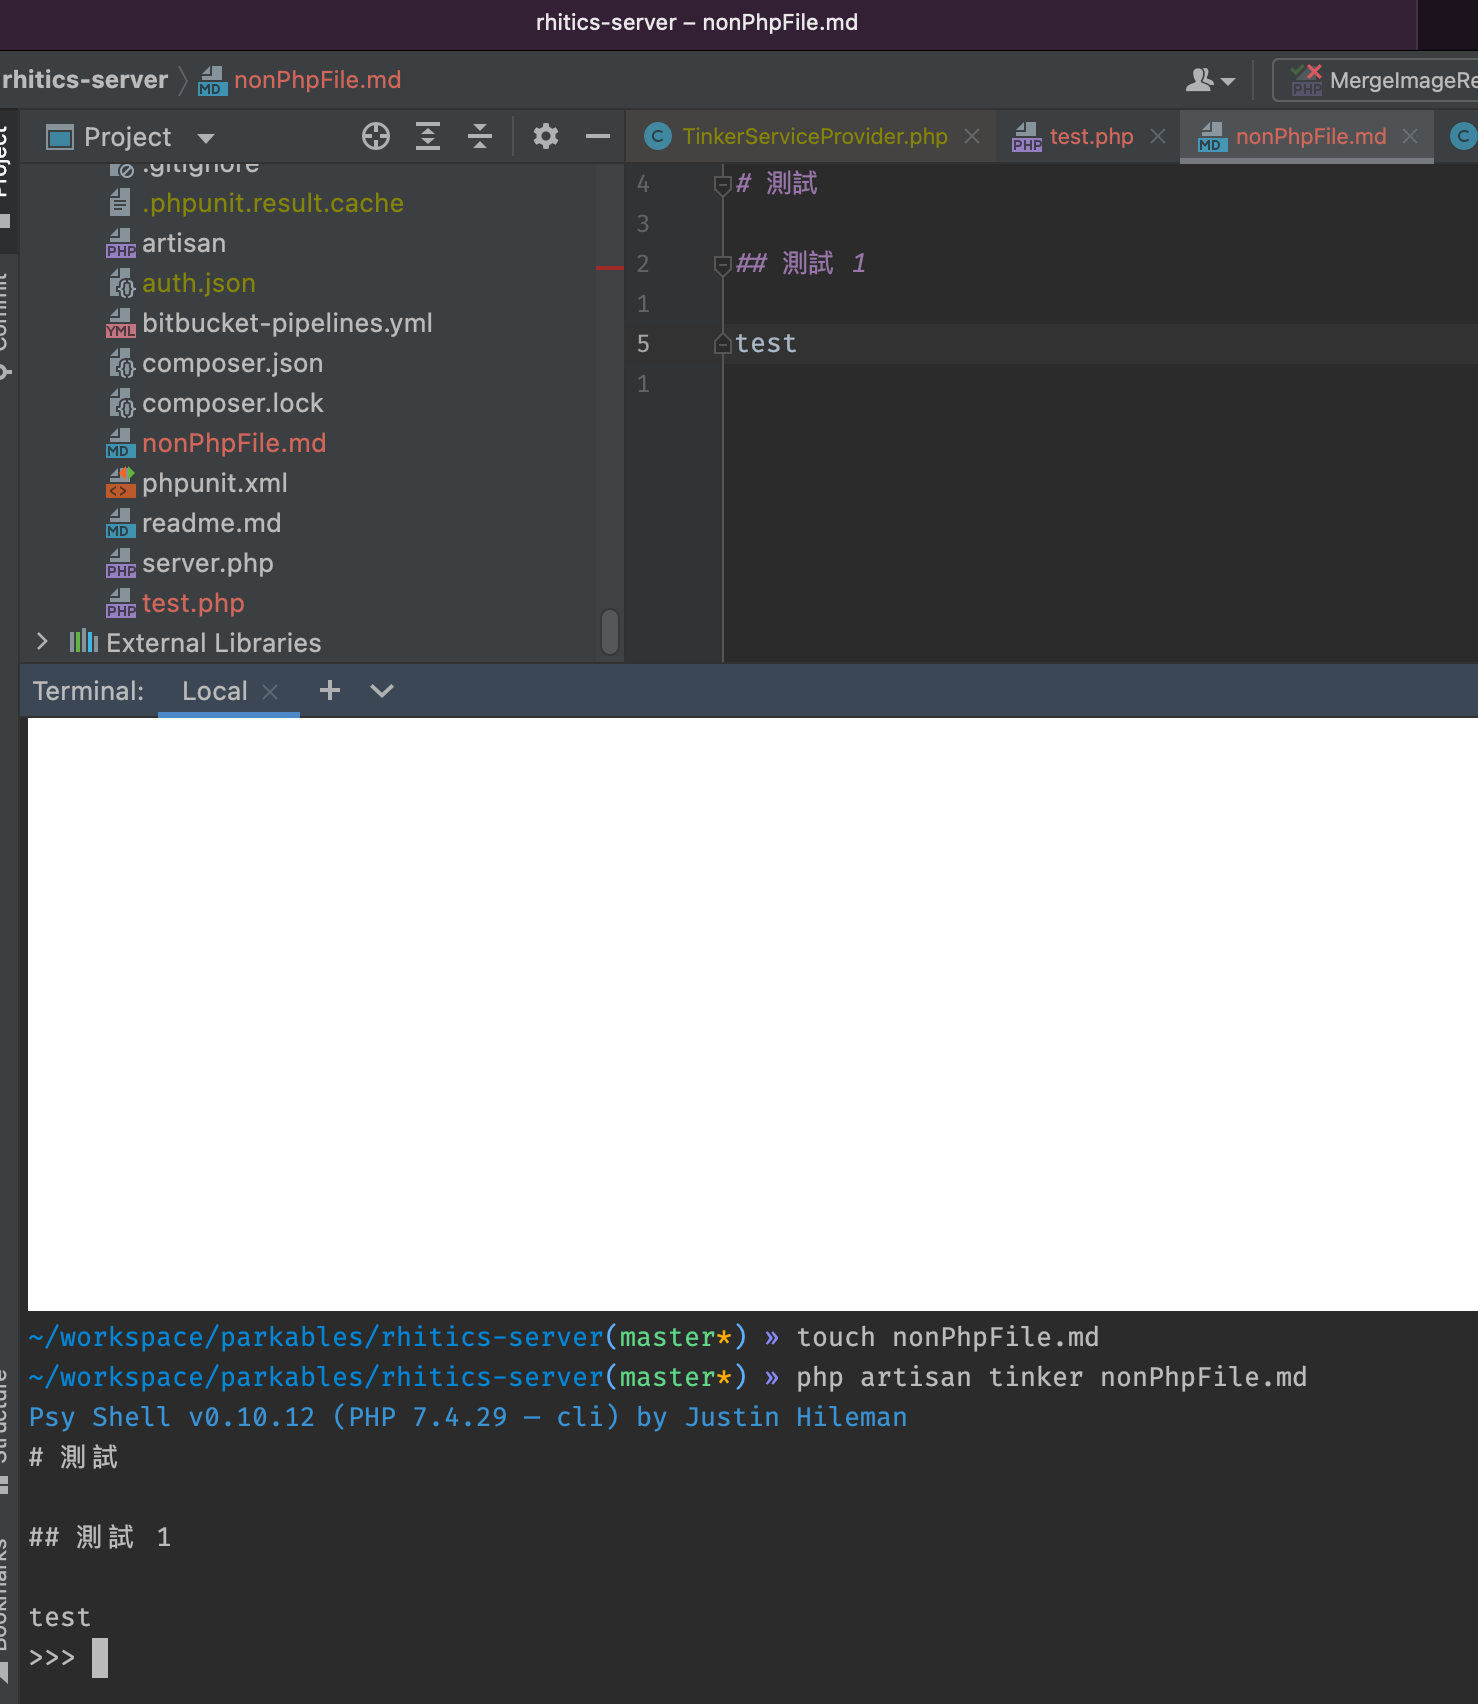 rhitics-server – nonPhpFile.md
rhitics-server nonPhpFile.md
MergeImageRe
Project
TinkerServiceProvider.php
test.php
nonPhpFile.md
Project
Commit
.gitignore
.phpunit.result.cache
artisan
auth.json
bitbucket-pipelines.yml
composer.json
composer.lock
nonPhpFile.md
phpunit.xml
readme.md
server.php
test.php
External Libraries
4 # 測試
3
2 ## 測試 1
1
5 test
1
Terminal: Local
~/workspace/parkables/rhitics-server(master*) » touch nonPhpFile.md
~/workspace/parkables/rhitics-server(master*) » php artisan tinker nonPhpFile.md
Psy Shell v0.10.12 (PHP 7.4.29 — cli) by Justin Hileman
# 測試
## 測試 1
test
>>>
Structure
Bookmarks